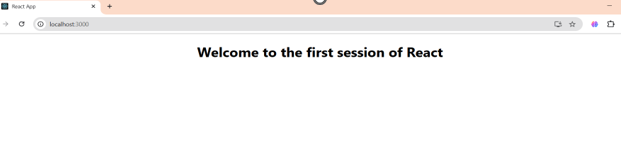 React App
localhost:3000
Welcome to the first session of React